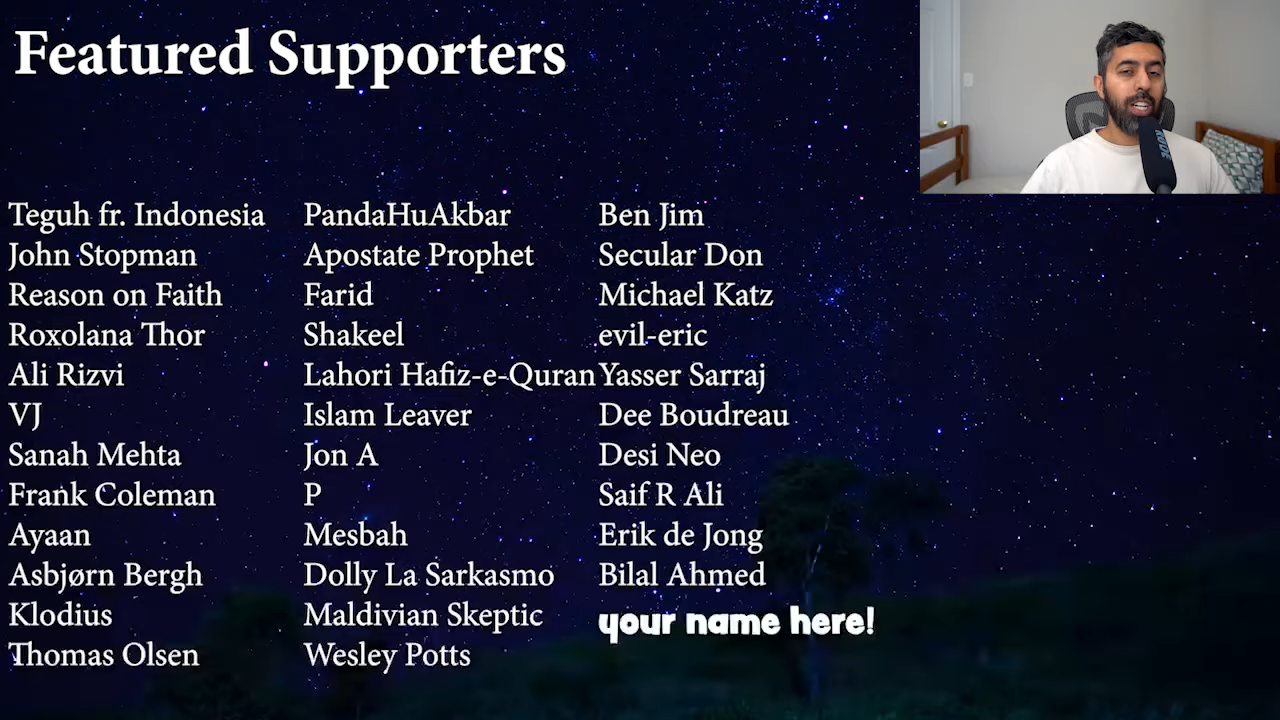 Featured Supporters
Teguh fr. Indonesia
John Stopman
Reason on Faith
Roxolana Thor
Ali Rizvi
VJ
Sanah Mehta
Frank Coleman
Ayaan
Asbjørn Bergh
Klodius
Thomas Olsen
PandaHuAkbar
Apostate Prophet
Farid
Shakeel
Lahori Hafiz-e-Quran
Islam Leaver
Jon A
P
Mesbah
Dolly La Sarkasmo
Maldivian Skeptic
Wesley Potts
Ben Jim
Secular Don
Michael Katz
evil-eric
Yasser Sarraj
Dee Boudreau
Desi Neo
Saif R Ali
Erik de Jong
Bilal Ahmed
your name here!
RODE